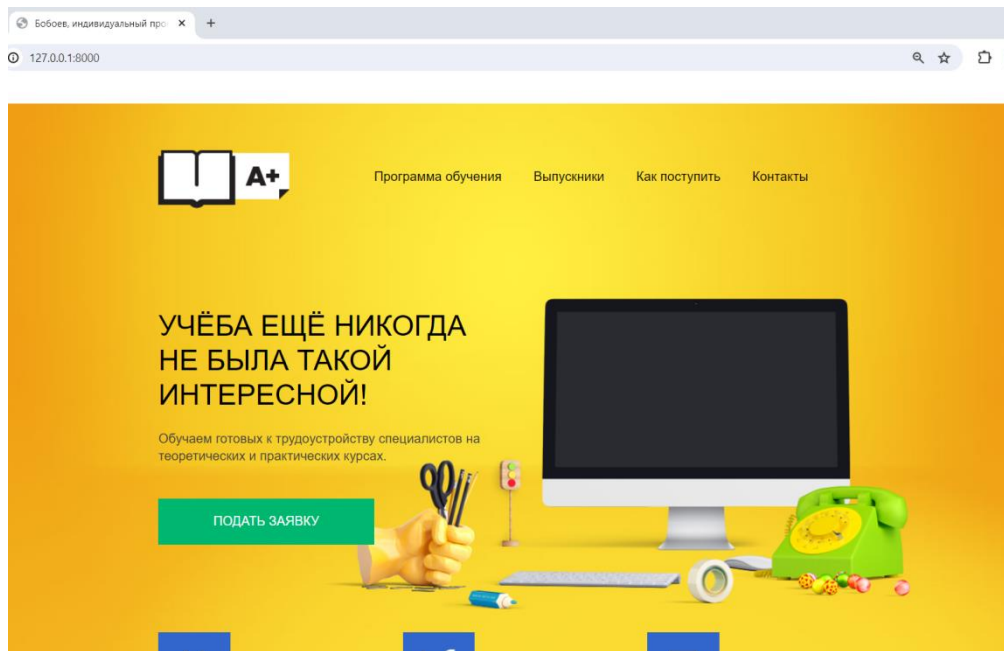 Бобоев, индивидуальный про
127.0.0.1:8000
A+
Программа обучения Выпускники Как поступить Контакты
УЧЁБА ЕЩЁ НИКОГДА
НЕ БЫЛА ТАКОЙ
ИНТЕРЕСНОЙ!
Обучаем готовых к трудоустройству специалистов на
теоретических и практических курсах.
ПОДАТЬ ЗАЯВКУ